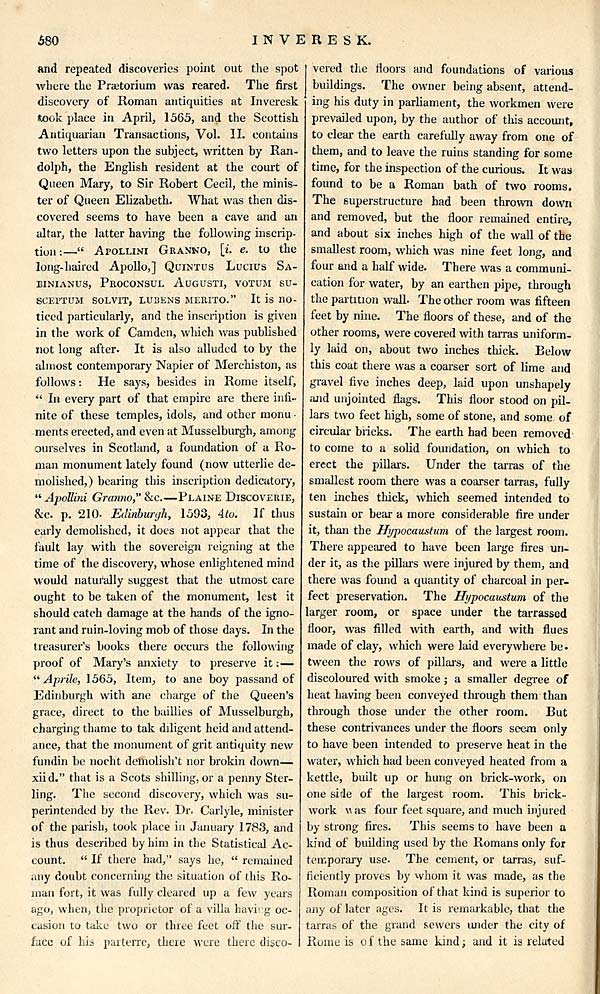 580
INVERESK.
and repeated discoveries point out the spot
where the Prætorium was reared. The first
discovery of Roman antiquities at Inveresk
took place in April, 1565, and the Scottish
Antiquarian Transactions, Vol. II. contains
two letters upon the subject, written by Ran-
dolph, the English resident at the court of
Queen Mary, to Sir Robert Cecil, the minis-
ter of Queen Elizabeth. What was then dis-
covered seems to have been a cave and an
altar, the latter having the following inscrip-
tion:—“ Apollini Granno, [i. e. to the
long-haired Apollo,] Quintus Lucius Sa-
binianus, Proconsul Augusti, votum su-
sceptum solvit, lubens merito.” It is no-
ticed particularly, and the inscription is given
in the work of Camden, which was published
not long after. It is also alluded to by the
almost contemporary Napier of Merchiston, as
follows: He says, besides in Rome itself,
“ In every part of that empire are there infi-
nite of these temples, idols, and other monu-
ments erected, and even at Musselburgh, among
ourselves in Scotland, a foundation of a Ro-
man monument lately found (now utterlie de-
molished,) bearing this inscription dedicatory,
“ Apollini Granno,” &c.—Plaine Discoverie,
&c. p. 210. Edinburgh, 1593, 4to. If thus
early demolished, it does not appear that the
fault lay with the sovereign reigning at the
time of the discovery, whose enlightened mind
would naturally suggest that the utmost care
ought to be taken of the monument, lest it
should catch damage at the hands of the igno-
rant and ruin-loving mob of those days. In the
treasurer's books there occurs the following
proof of Mary's anxiety to preserve it:—
“ Aprile, 1565, Item, to ane boy passand of
Edinburgh with ane charge of the Queen's
grace, direct to the baillies of Musselburgh,
charging thame to tak diligent heid and attend-
ance, that the monument of grit antiquity new
fundin be nocht demolish't nor brokin down—
xiid.” that is a Scots shilling, or a penny Ster-
ling. The second discovery, which was su-
perintended by the Rev. Dr. Carlyle, minister
of the parish, took place in January 1783, and
is thus described by him in the Statistical Ac-
count. “ If there had,” says he, “ remained
any doubt concerning the situation of this Ro-
man fort, it was fully cleared up a few years
ago, when, the proprietor of a villa having oc-
casion to take two or three feet off the sur-
face of his parterre, there were there disco-
vered the floors and foundations of various
buildings. The owner being absent, attend-
ing his duty in parliament, the workmen were
prevailed upon, by the author of this account,
to clear the earth carefully away from one of
them, and to leave the ruins standing for some
time, for the inspection of the curious. It was
found to be a Roman bath of two rooms.
The superstructure had been thrown down
and removed, but the floor remained entire,
and about six inches high of the wall of the
smallest room, which was nine feet long, and
four and a half wide. There was a communi-
cation for water, by an earthen pipe, through
the partition wall. The other room was fifteen
feet by nine. The floors of these, and of the
other rooms, were covered with tarras uniform-
ly laid on, about two inches thick. Below
this coat there was a coarser sort of lime and
gravel five inches deep, laid upon unshapely
and unjointed flags. This floor stood on pil-
lars two feet high, some of stone, and some of
circular bricks. The earth had been removed
to come to a solid foundation, on which to
erect the pillars. Under the tarras of the
smallest room there was a coarser tarras, fully
ten inches thick, which seemed intended to
sustain or bear a more considerable fire under
it, than the Hypocaustum of the largest room.
There appeared to have been large fires un-
der it, as the pillars were injured by them, and
there was found a quantity of charcoal in per-
fect preservation. The Hypocaustum of the
larger room, or space under the tarrassed
floor, was filled with earth, and with flues
made of clay, which were laid everywhere be-
tween the rows of pillars, and were a little
discoloured with smoke; a smaller degree of
heat having been conveyed through them than
through those under the other room. But
these contrivances under the floors seem only
to have been intended to preserve heat in the
water, which had been conveyed heated from a
kettle, built up or hung on brick-work, on
one side of the largest room. This brick-
work was four feet square, and much injured
by strong fires. This seems to have been a
kind of building used by the Romans only for
temporary use. The cement, or tarras, suf-
ficiently proves by whom it was made, as the
Roman composition of that kind is superior to
any of later ages. It is remarkable, that the
tarras of the grand sewers under the city of
Rome is of the same kind; and it is related